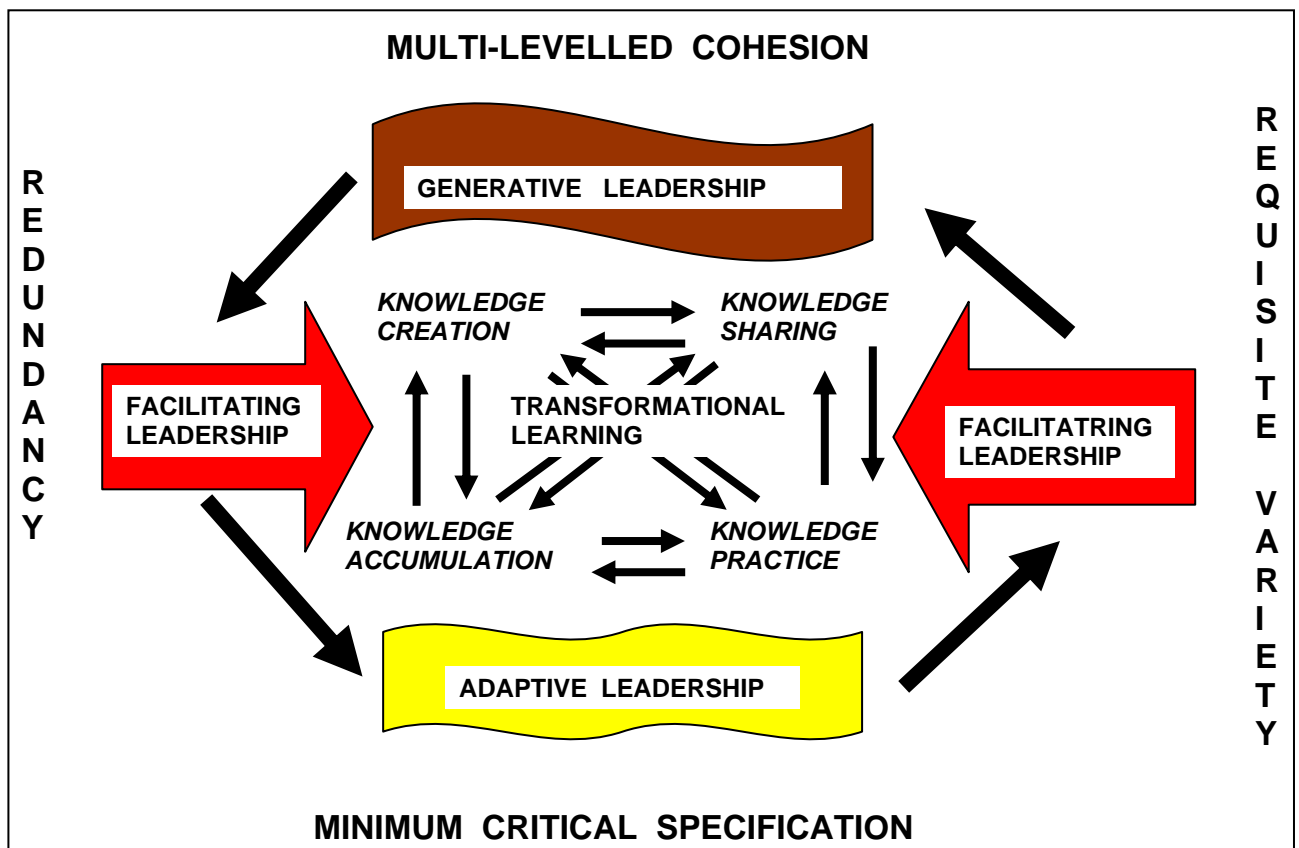 MULTI-LEVELLED COHESION
REDUNDANCY
REQUISITE VARIETY
GENERATIVE LEADERSHIP
KNOWLEDGE
CREATION
KNOWLEDGE
SHARING
FACILITATING
LEADERSHIP
TRANSFORMATIONAL
LEARNING
FACILITATRING
LEADERSHIP
KNOWLEDGE
ACCUMULATION
KNOWLEDGE
PRACTICE
ADAPTIVE LEADERSHIP
MINIMUM CRITICAL SPECIFICATION